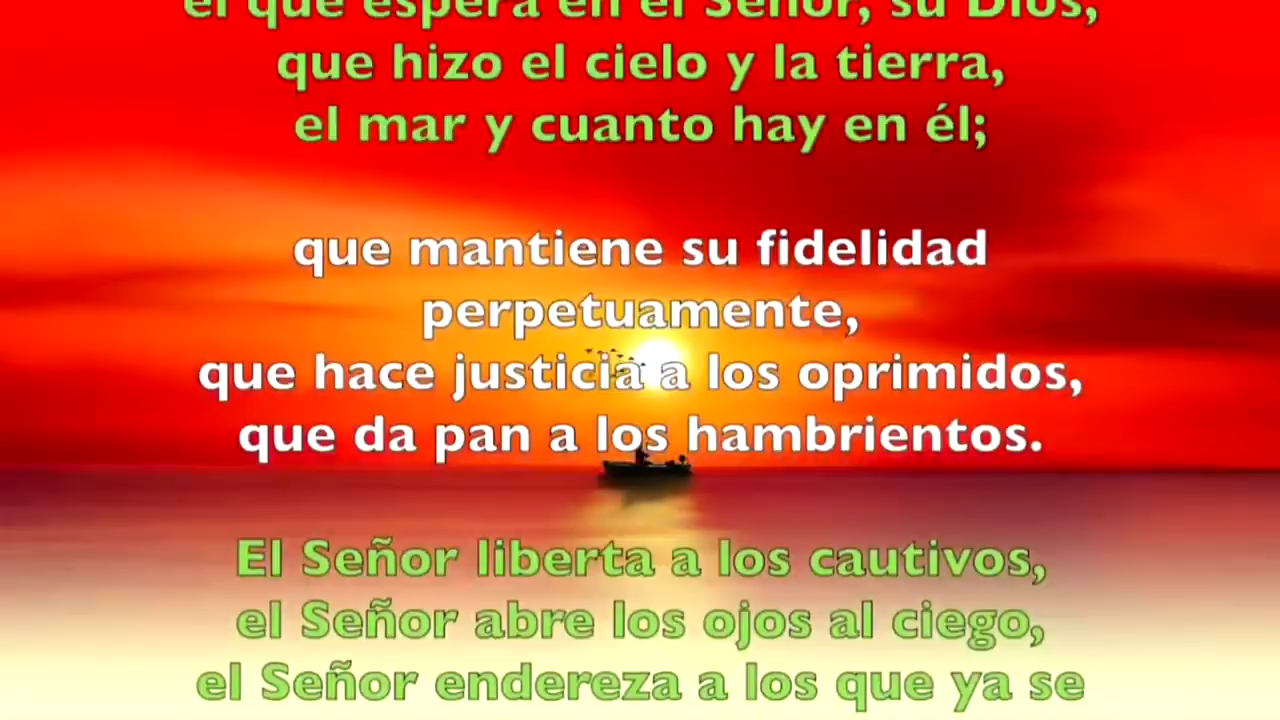 el que espera en el Señor, su Dios,
que hizo el cielo y la tierra,
el mar y cuanto hay en él;
que mantiene su fidelidad
perpetuamente,
que hace justicia a los oprimidos,
que da pan a los hambrientos.
El Señor liberta a los cautivos,
el Señor abre los ojos al ciego,
el Señor endereza a los que ya se